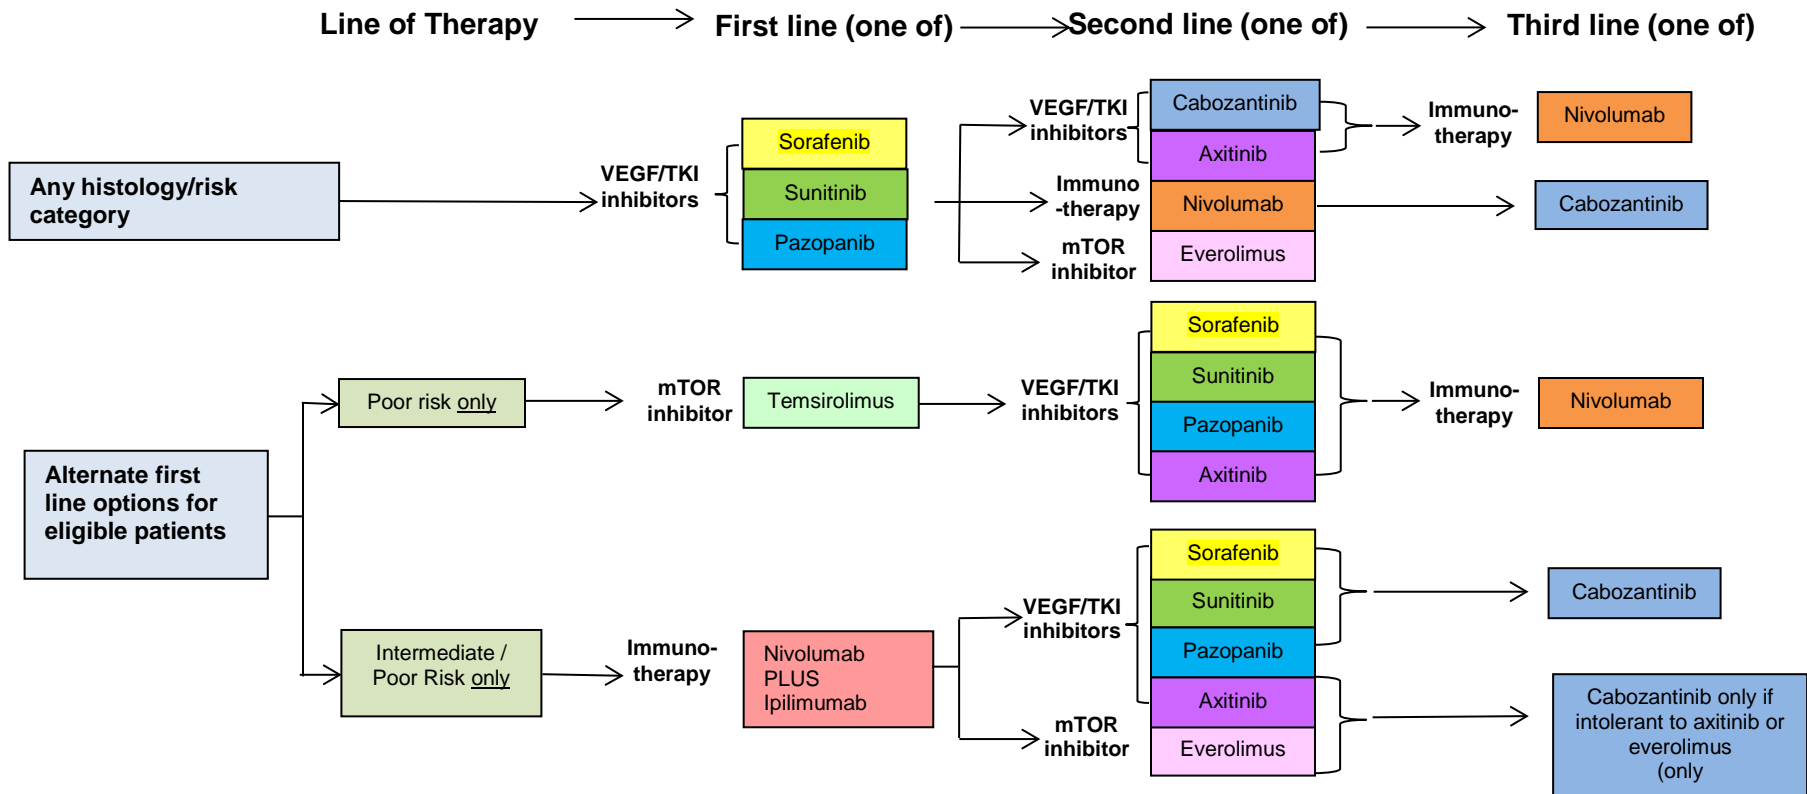 Line of Therapy
First line (one of)
Second line (one of)
Third line (one of)
Any histology/risk
category
VEGF/TKI
inhibitors
Sorafenib
Sunitinib
Pazopanib
VEGF/TKI
inhibitors
Immuno
-therapy
mTOR
inhibitor
Cabozantinib
Axitinib
Nivolumab
Everolimus
Immuno-
therapy
Nivolumab
Cabozantinib
Alternate first
line options for
eligible patients
Poor risk only
mTOR
inhibitor
Temsirolimus
VEGF/TKI
inhibitors
Sorafenib
Sunitinib
Pazopanib
Axitinib
Immuno-
therapy
Nivolumab
Intermediate /
Poor Risk only
Immuno-
therapy
Nivolumab
PLUS
Ipilimumab
VEGF/TKI
inhibitors
mTOR
inhibitor
Sorafenib
Sunitinib
Pazopanib
Axitinib
Everolimus
Cabozantinib
Cabozantinib only if
intolerant to axitinib or
everolimus
(only